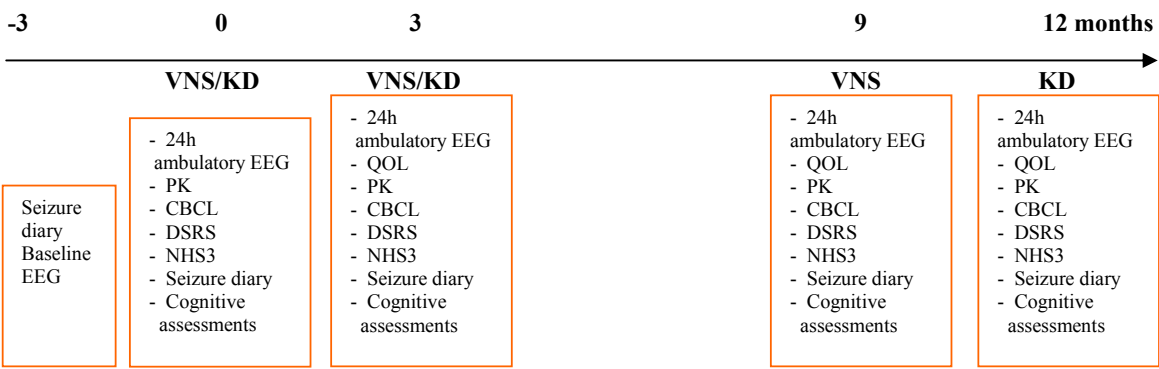 -3 0 3 9 12 months
VNS/KD VNS/KD VNS KD
Seizure
diary
Baseline
EEG
- 24h
ambulatory EEG
- PK
- CBCL
- DSRS
- NHS3
- Seizure diary
- Cognitive
assessments
- 24h
ambulatory EEG
- QOL
- PK
- CBCL
- DSRS
- NHS3
- Seizure diary
- Cognitive
assessments
- 24h
ambulatory EEG
- QOL
- PK
- CBCL
- DSRS
- NHS3
- Seizure diary
- Cognitive
assessments
- 24h
ambulatory EEG
- QOL
- PK
- CBCL
- DSRS
- NHS3
- Seizure diary
- Cognitive
assessments